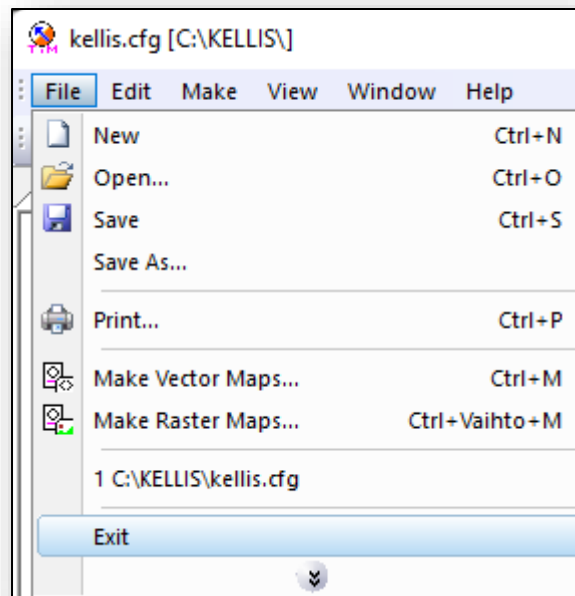 TIM
kellis.cfg [C:\KELLIS\]
File Edit Make View Window Help
New Ctrl+N
Open... Ctrl+O
Save Ctrl+S
Save As...
Print... Ctrl+P
Make Vector Maps... Ctrl+M
Make Raster Maps... Ctrl+Vaihto+M
1 C:\KELLIS\kellis.cfg
Exit